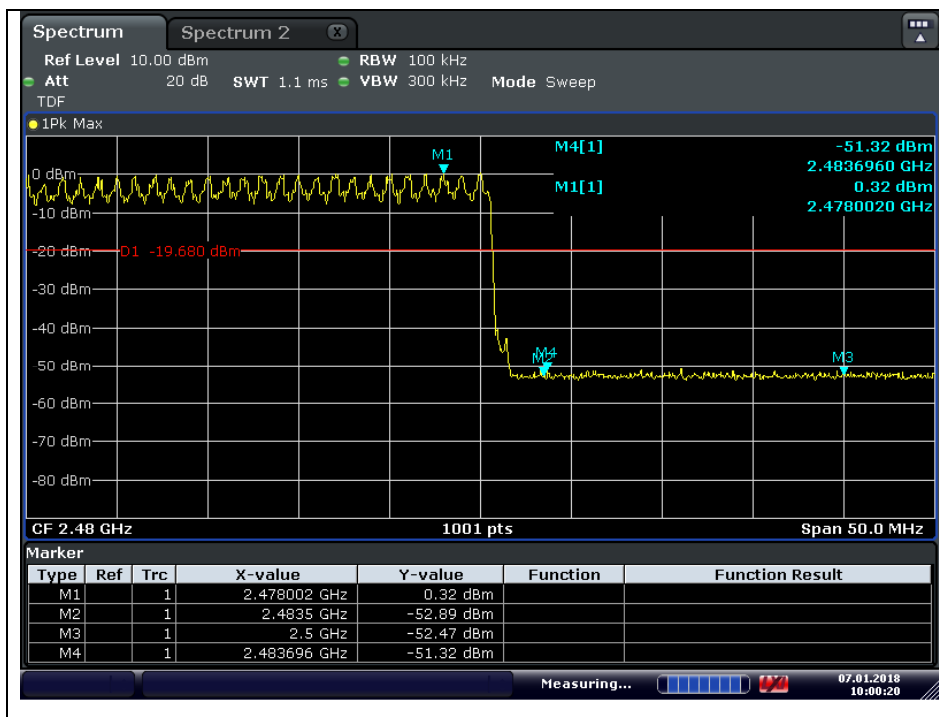 Spectrum Spectrum 2 X
Ref Level 10.00 dBm RBW 100 kHz
Att 20 dB SWT 1.1 ms VBW 300 kHz Mode Sweep
TDF
1Pk Max
M4[1] -51.32 dBm
2.4836960 GHz
M1[1] 0.32 dBm
2.4780020 GHz
M1
0 dBm
-10 dBm
-20 dBm D1 -19.680 dBm
-30 dBm
-40 dBm
M2 M4 M3
-50 dBm
-60 dBm
-70 dBm
-80 dBm
CF 2.48 GHz 1001 pts Span 50.0 MHz
Marker
Type Ref Trc X-value Y-value Function Function Result
M1 1 2.478002 GHz 0.32 dBm
M2 1 2.4835 GHz -52.89 dBm
M3 1 2.5 GHz -52.47 dBm
M4 1 2.483696 GHz -51.32 dBm
Measuring... 07.01.2018
10:00:20